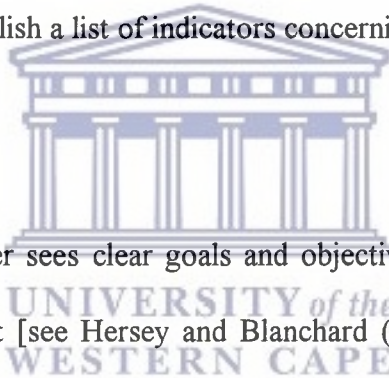 lish a list of indicators concerni
er sees clear goals and objectiv
UNIVERSITY of the
t [see Hersey and Blanchard (
WESTERN CAPE